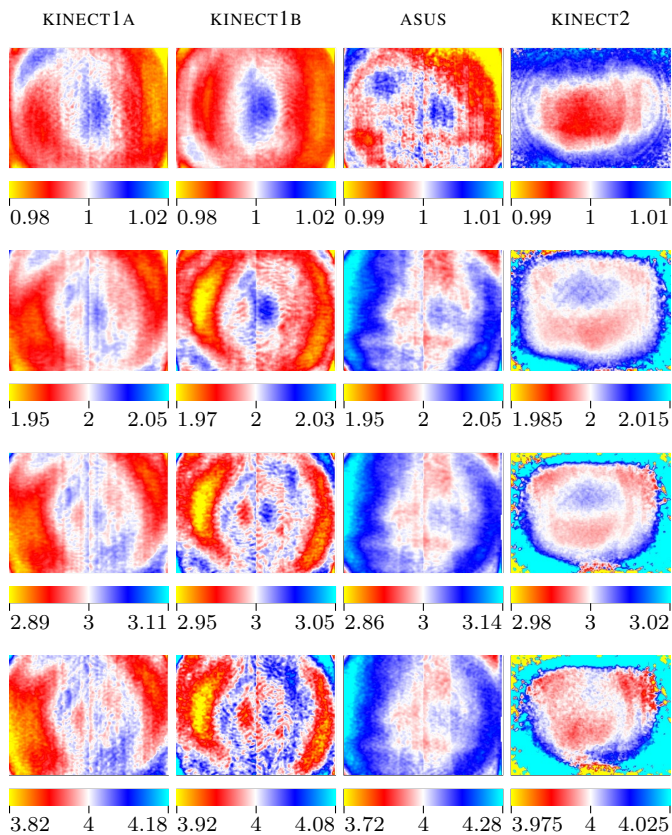 KINECT1A KINECT1B ASUS KINECT2
0.98 1 1.02 0.98 1 1.02 0.99 1 1.01 0.99 1 1.01
1.95 2 2.05 1.97 2 2.03 1.95 2 2.05 1.985 2 2.015
2.89 3 3.11 2.95 3 3.05 2.86 3 3.14 2.98 3 3.02
3.82 4 4.18 3.92 4 4.08 3.72 4 4.28 3.975 4 4.025